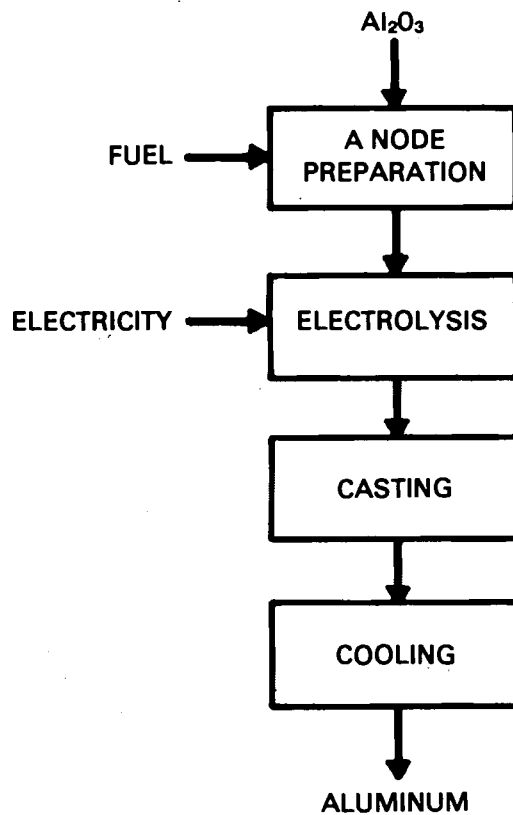 Al₂O₃
A NODE
PREPARATION
FUEL
ELECTRICITY
ELECTROLYSIS
CASTING
COOLING
ALUMINUM